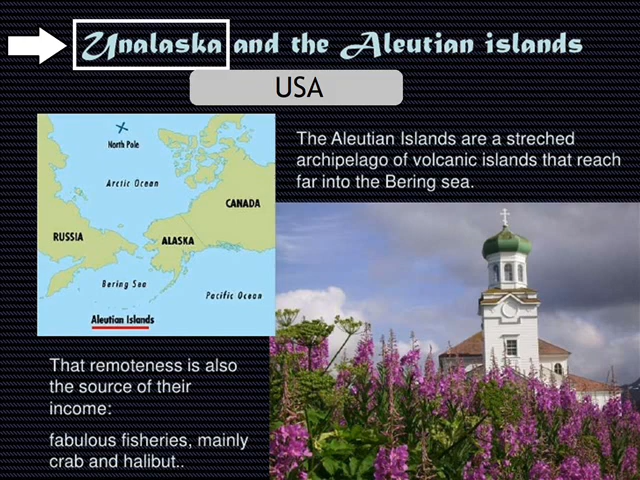 Unalaska and the Aleutian islands
USA
The Aleutian Islands are a streched
archipelago of volcanic islands that reach
far into the Bering sea.
North Pole
Arctic Ocean
CANADA
RUSSIA
ALASKA
Bering Sea
Pacific Ocean
Aleutian Islands
That remoteness is also
the source of their
income:
fabulous fisheries, mainly
crab and halibut..